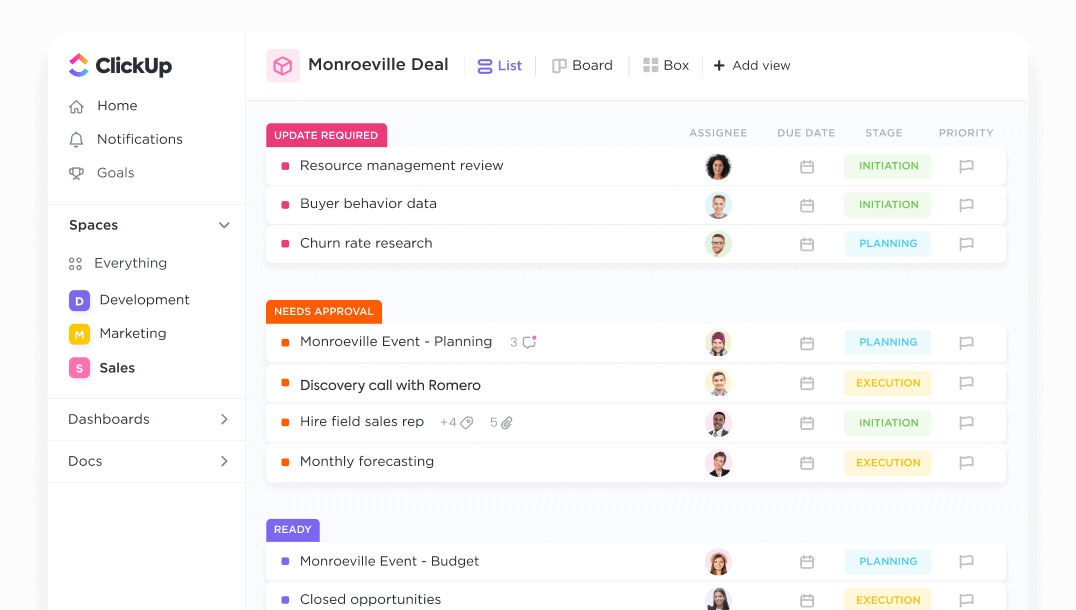 ClickUp
Home
Notifications
Goals
Spaces
Everything
D Development
M Marketing
S Sales
Dashboards
Docs
Monroeville Deal List Board Box + Add view
UPDATE REQUIRED ASSIGNEE DUE DATE STAGE PRIORITY
Resource management review INITIATION
Buyer behavior data INITIATION
Churn rate research PLANNING
NEEDS APPROVAL
Monroeville Event - Planning 3 PLANNING
Discovery call with Romero EXECUTION
Hire field sales rep +4 5 INITIATION
Monthly forecasting EXECUTION
READY
Monroeville Event - Budget PLANNING
Closed opportunities EXECUTION